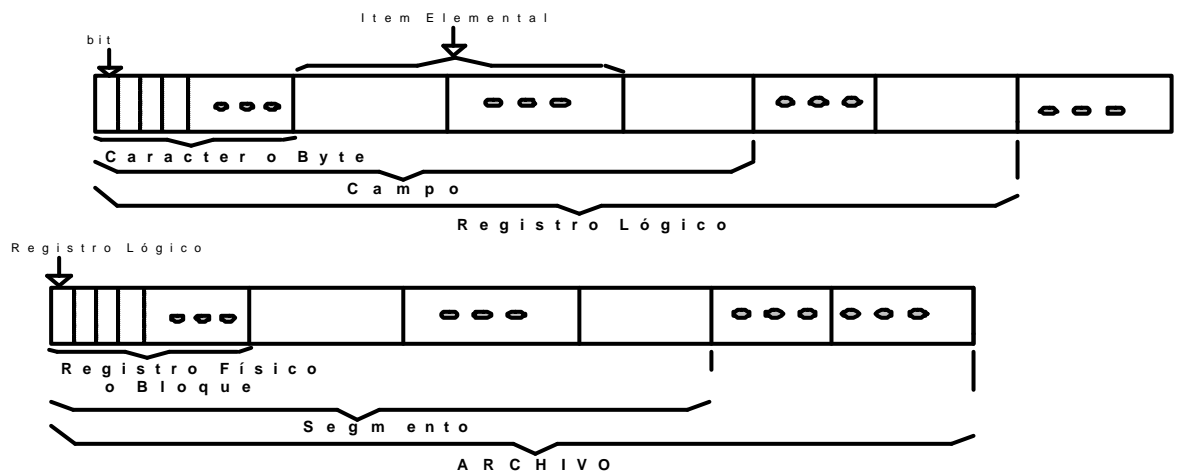 Item Elemental
bit
Caracter o Byte
Campo
Registro Lógico
Registro Lógico
Registro Físico
o Bloque
Segmento
ARCHIVO